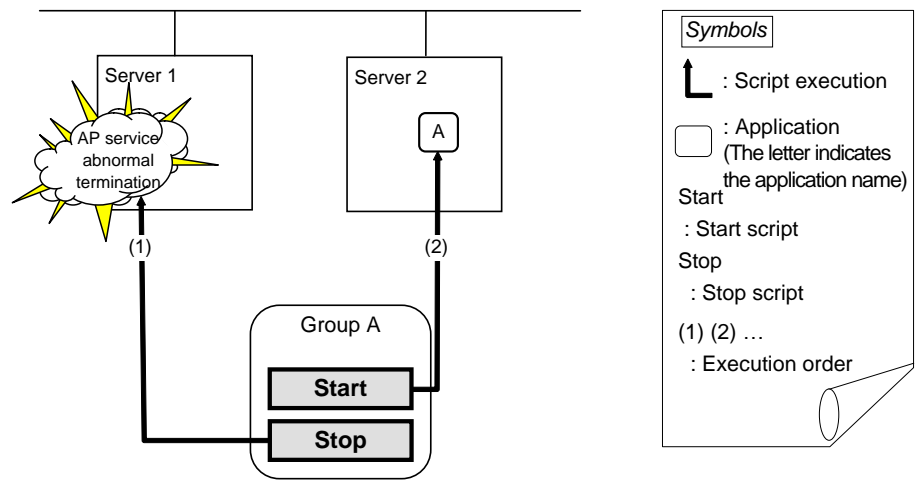 Server 1
AP service
abnormal
termination
Server 2
A
(1)
(2)
Group A
Start
Stop
Symbols
: Script execution
: Application
(The letter indicates
the application name)
Start
: Start script
Stop
: Stop script
(1) (2) …
: Execution order